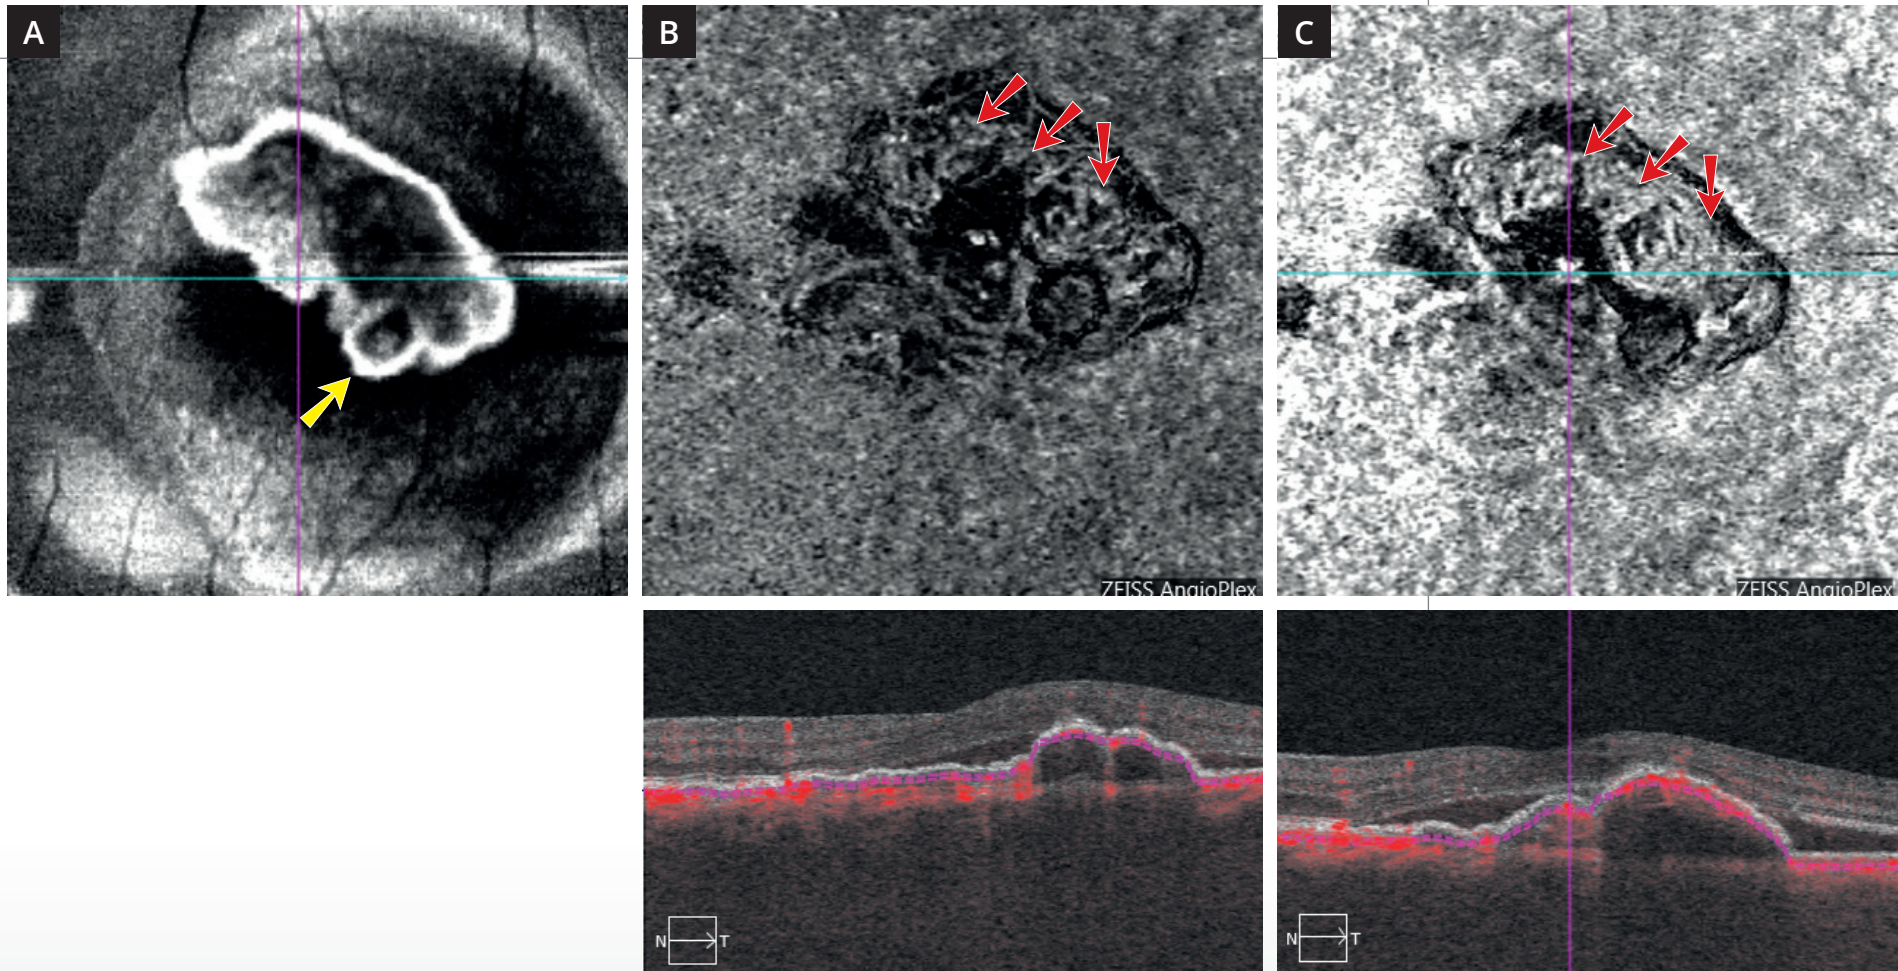 A
B
C
ZEISS AngioPlex
ZEISS AngioPlex
N T
N T